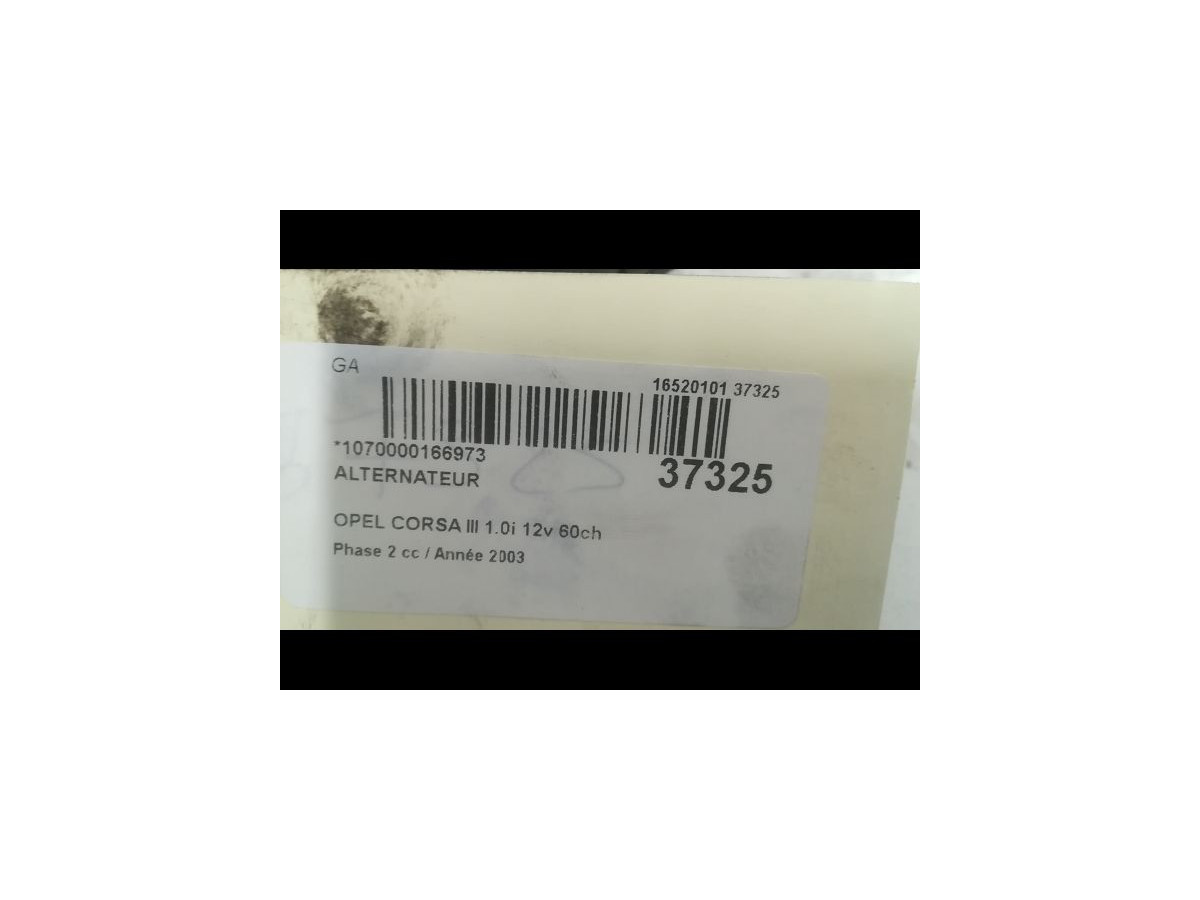 GA
16520101 37325
*1070000166973
37325
ALTERNATEUR
OPEL CORSA III 1.0i 12v 60ch
Phase 2 cc / Année 2003